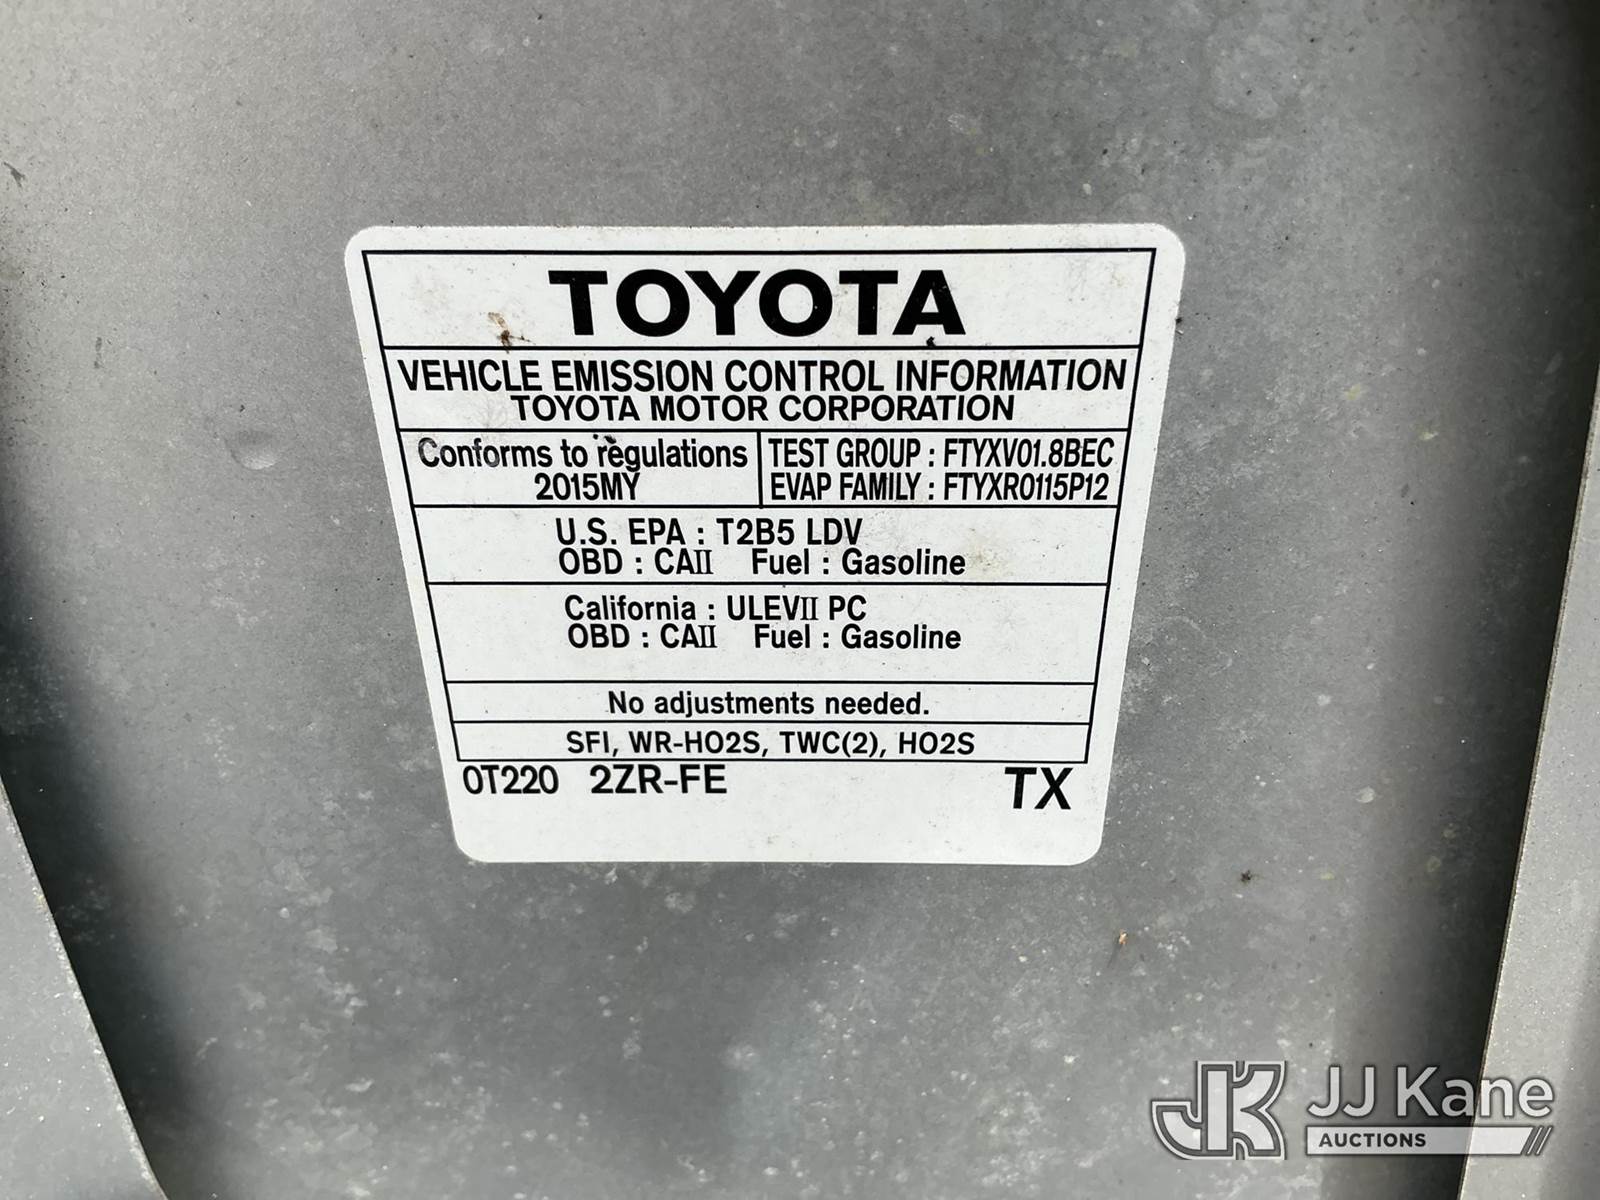 TOYOTA
VEHICLE EMISSION CONTROL INFORMATION
TOYOTA MOTOR CORPORATION
Conforms to regulations
2015MY
TEST GROUP : FTYXV01.8BEC
EVAP FAMILY : FTYXR0115P12
U.S. EPA : T2B5 LDV
OBD : CAII Fuel : Gasoline
California : ULEVII PC
OBD : CAII Fuel : Gasoline
No adjustments needed.
SFI, WR-HO2S, TWC(2), HO2S
0T220 2ZR-FE TX
JK JJ Kane
AUCTIONS